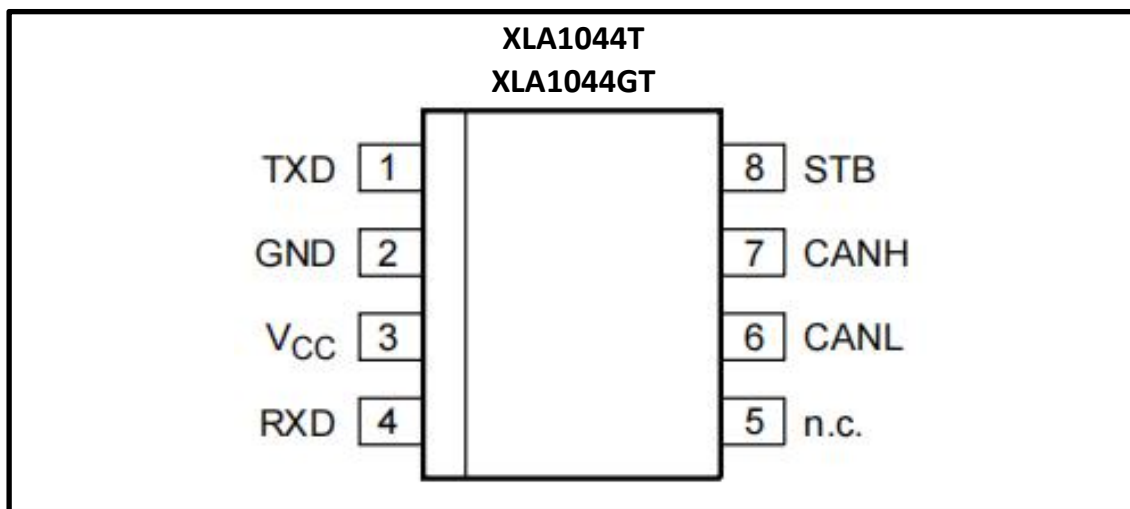 XLA1044T
XLA1044GT
TXD 1 8 STB
GND 2 7 CANH
VCC 3 6 CANL
RXD 4 5 n.c.